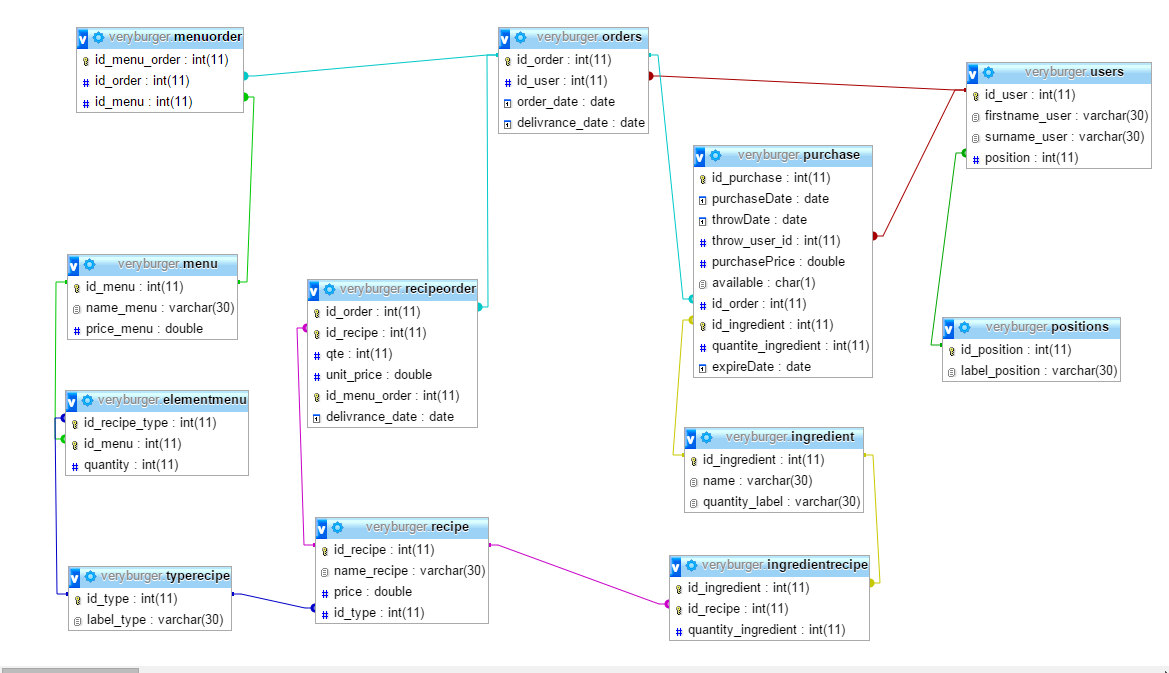 veryburger.menuorder
id_menu_order : int(11)
id_order : int(11)
id_menu : int(11)
veryburger.orders
id_order : int(11)
id_user : int(11)
order_date : date
delivrance_date : date
veryburger.users
id_user : int(11)
firstname_user : varchar(30)
surname_user : varchar(30)
position : int(11)
veryburger.purchase
id_purchase : int(11)
purchaseDate : date
throwDate : date
throw_user_id : int(11)
purchasePrice : double
available : char(1)
id_order : int(11)
id_ingredient : int(11)
quantite_ingredient : int(11)
expireDate : date
veryburger.menu
id_menu : int(11)
name_menu : varchar(30)
price_menu : double
veryburger.recipeorder
id_order : int(11)
id_recipe : int(11)
qte : int(11)
unit_price : double
id_menu_order : int(11)
delivrance_date : date
veryburger.positions
id_position : int(11)
label_position : varchar(30)
veryburger.elementmenu
id_recipe_type : int(11)
id_menu : int(11)
quantity : int(11)
veryburger.ingredient
id_ingredient : int(11)
name : varchar(30)
quantity_label : varchar(30)
veryburger.recipe
id_recipe : int(11)
name_recipe : varchar(30)
price : double
id_type : int(11)
veryburger.typerecipe
id_type : int(11)
label_type : varchar(30)
veryburger.ingredientrecipe
id_ingredient : int(11)
id_recipe : int(11)
quantity_ingredient : int(11)